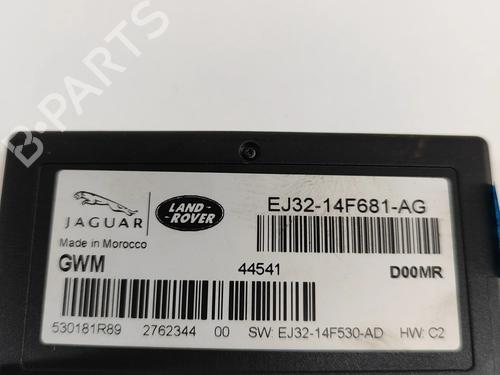 B-PARTS
JAGUAR
LAND-
-ROVER
EJ32-14F681-AG
Made in Morocco
GWM
44541
D00MR
530181R89 2762344 00 SW: EJ32-14F530-AD HW: C2